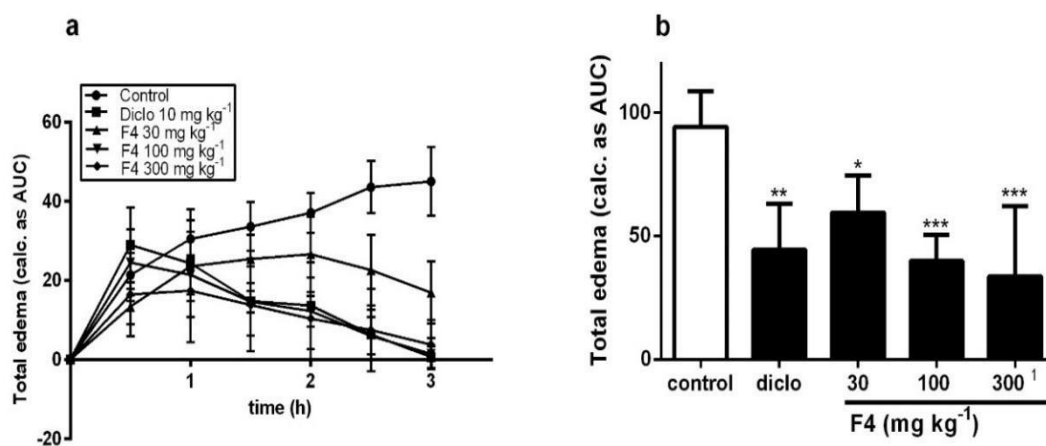 a
Total edema (calc. as AUC)
Control
Diclo 10 mg kg⁻¹
F4 30 mg kg⁻¹
F4 100 mg kg⁻¹
F4 300 mg kg⁻¹
60
40
20
0
-20
1
2
3
time (h)
b
Total edema (calc. as AUC)
100
50
0
**
*
***
***
control diclo 30 100 300 ¹
F4 (mg kg⁻¹)